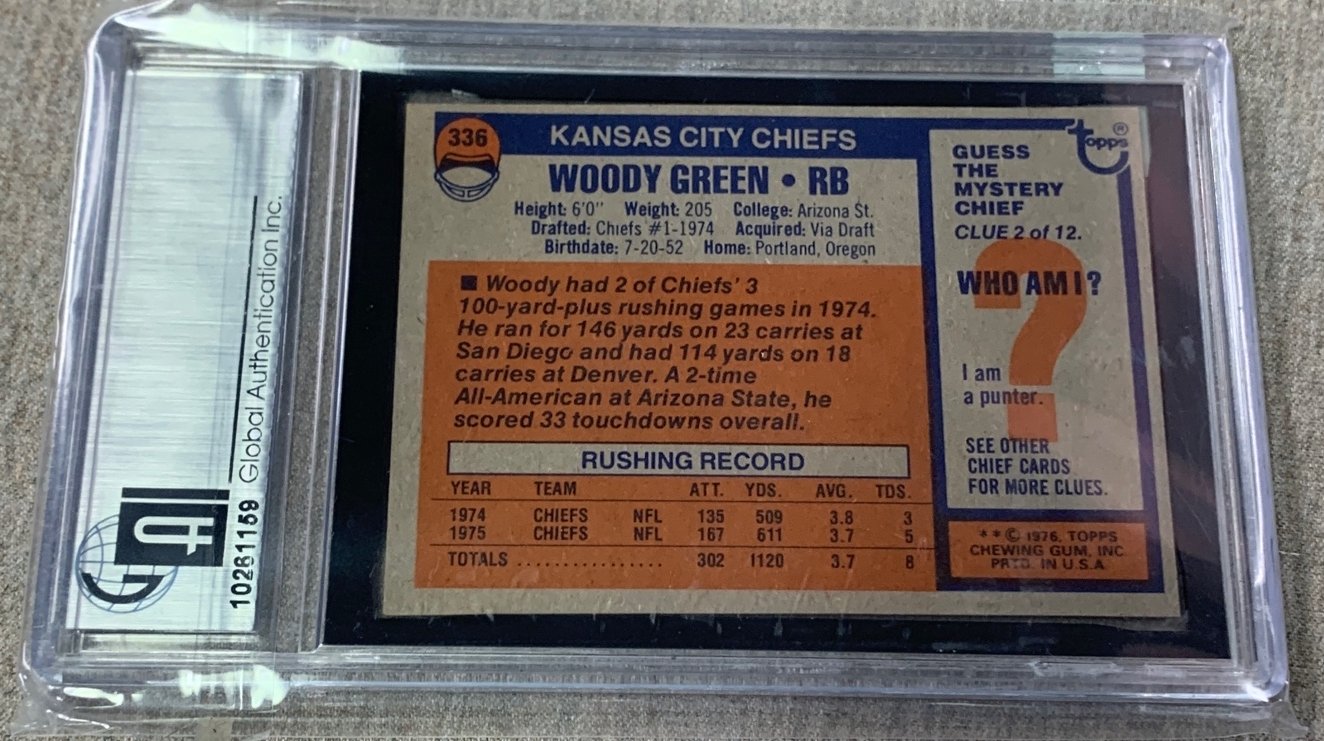 Global Authentication Inc.
10261159
336
KANSAS CITY CHIEFS
WOODY GREEN • RB
Height: 6'0" Weight: 205 College: Arizona St.
Drafted: Chiefs #1-1974 Acquired: Via Draft
Birthdate: 7-20-52 Home: Portland, Oregon
■ Woody had 2 of Chiefs' 3
100-yard-plus rushing games in 1974.
He ran for 146 yards on 23 carries at
San Diego and had 114 yards on 18
carries at Denver. A 2-time
All-American at Arizona State, he
scored 33 touchdowns overall.
RUSHING RECORD
YEAR TEAM ATT. YDS. AVG. TDS.
1974 CHIEFS NFL 135 509 3.8 3
1975 CHIEFS NFL 167 611 3.7 5
TOTALS ................ 302 1120 3.7 8
topps®
GUESS
THE
MYSTERY
CHIEF
CLUE 2 of 12.
WHO AM I?
?
I am
a punter.
SEE OTHER
CHIEF CARDS
FOR MORE CLUES.
** © 1976, TOPPS
CHEWING GUM, INC
PRTD. IN U.S.A